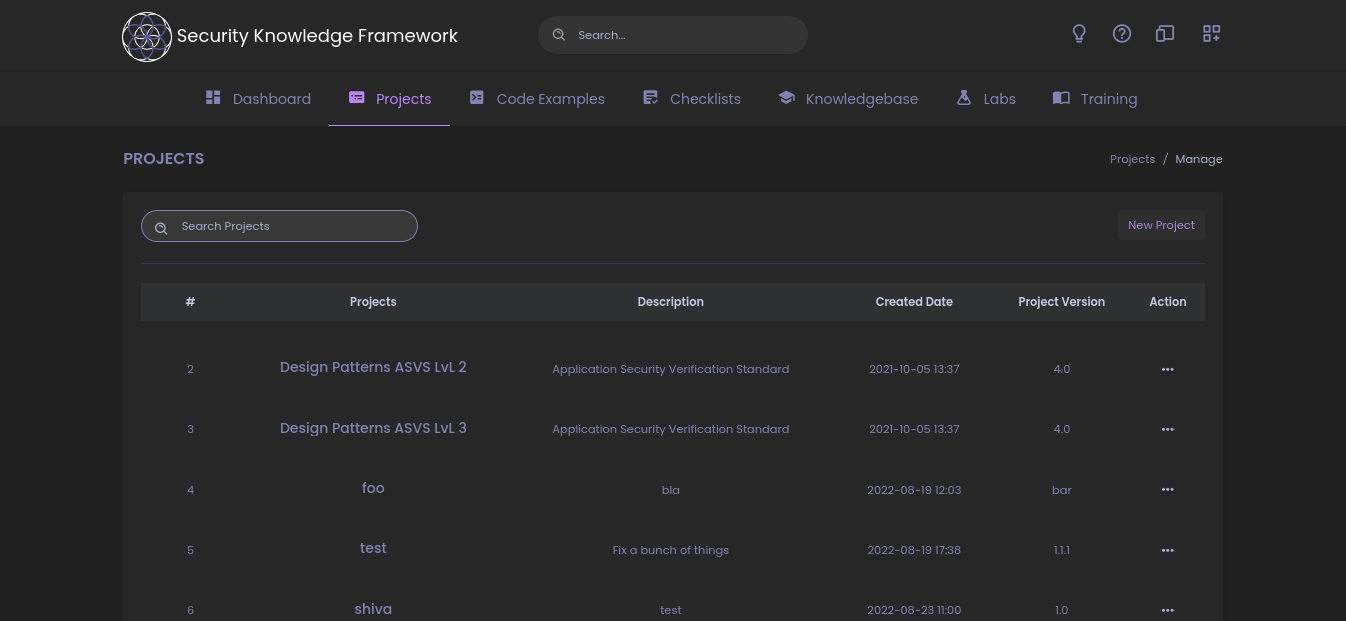 Security Knowledge Framework
Search...
Dashboard Projects Code Examples Checklists Knowledgebase Labs Training
PROJECTS
Projects / Manage
Search Projects
New Project
# Projects Description Created Date Project Version Action
2 Design Patterns ASVS LvL 2 Application Security Verification Standard 2021-10-05 13:37 4.0 •••
3 Design Patterns ASVS LvL 3 Application Security Verification Standard 2021-10-05 13:37 4.0 •••
4 foo bla 2022-08-19 12:03 bar •••
5 test Fix a bunch of things 2022-08-19 17:38 1.1.1 •••
6 shiva test 2022-08-23 11:00 1.0 •••